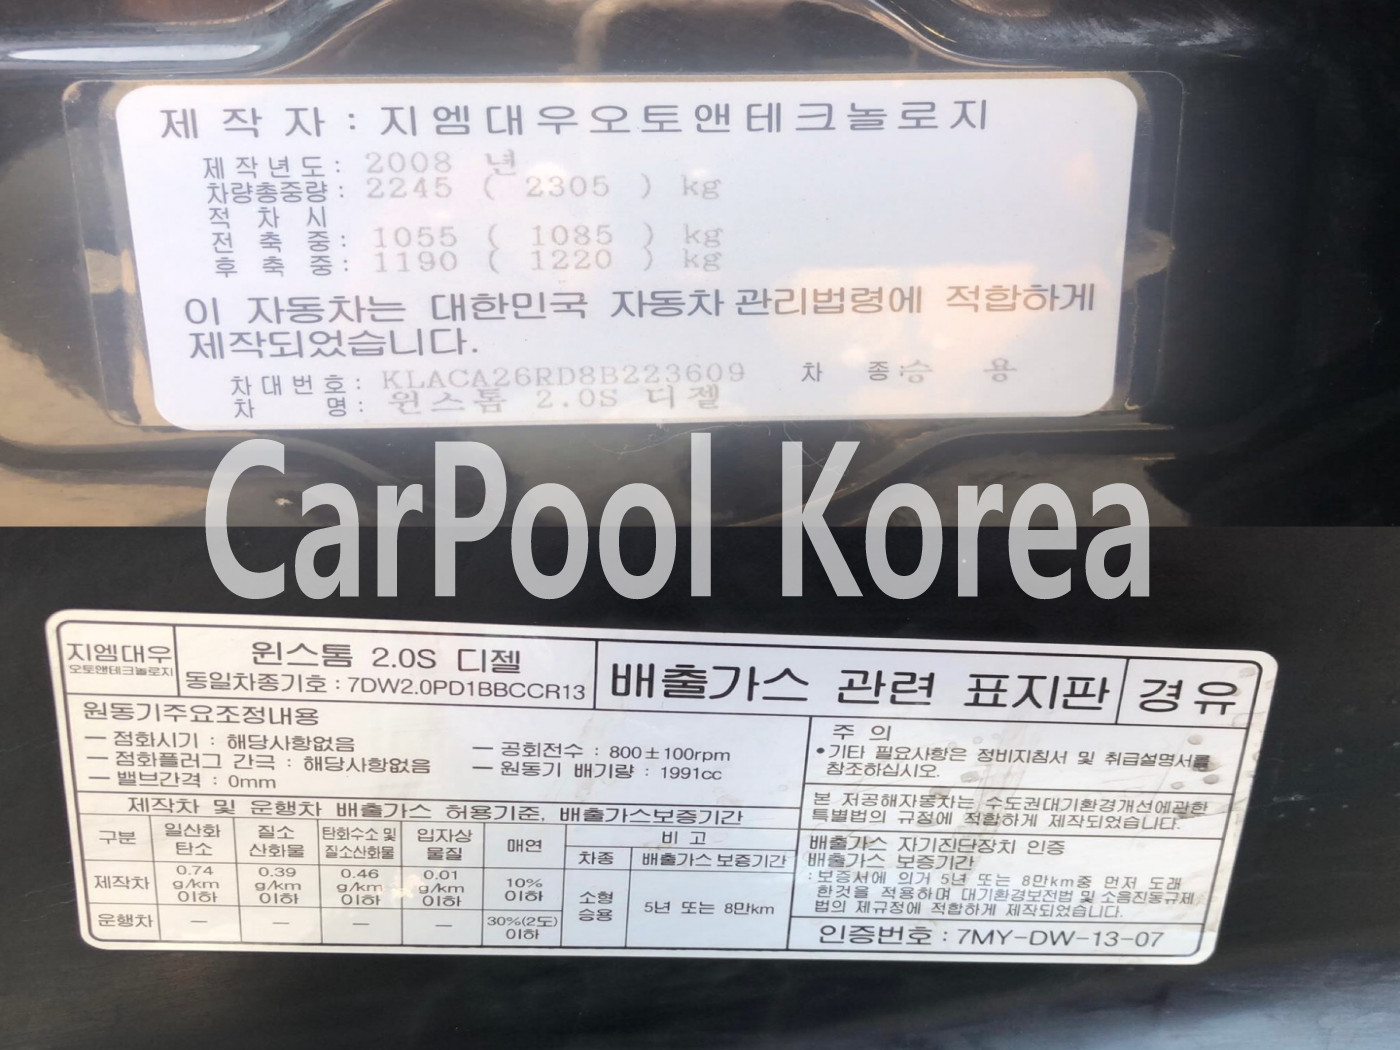 제 작 자 : 지엠대우오토앤테크놀로지
제작년도 : 2008 년
차량총중량 : 2245 ( 2305 ) kg
적 차 시
전 축 중 : 1055 ( 1085 ) kg
후 축 중 : 1190 ( 1220 ) kg
이 자동차는 대한민국 자동차관리법령에 적합하게
제작되었습니다.
차대번호 : KLACA26RD8B223609 차 종 : 승 용
차 명 : 윈스톰 2.0S 디젤
CarPool Korea
지엠대우
오토앤테크놀로지
윈스톰 2.0S 디젤
동일차종기호 : 7DW2.0PD1BBCCR13
배출가스 관련 표지판
경유
원동기주요조정내용
— 점화시기 : 해당사항없음
— 점화플러그 간극 : 해당사항없음
— 밸브간격 : 0mm
— 공회전수 : 800±100rpm
— 원동기 배기량 : 1991cc
주 의
•기타 필요사항은 정비지침서 및 취급설명서를
참조하십시오.
제작차 및 운행차 배출가스 허용기준, 배출가스보증기간
구분 일산화탄소 질소산화물 탄화수소 및 질소산화물 입자상물질 매연 비 고
차종 배출가스 보증기간
제작차 0.74 g/km 이하 0.39 g/km 이하 0.46 g/km 이하 0.01 g/km 이하 10% 이하 소형승용 5년 또는 8만km
운행차 — — — — 30%(2도) 이하
본 저공해자동차는 수도권대기환경개선에관한
특별법의 규정에 적합하게 제작되었습니다.
배출가스 자기진단장치 인증
배출가스 보증기간
: 보증서에 의거 5년 또는 8만km중 먼저 도래
한것을 적용하며 대기환경보전법 및 소음진동규제
법의 제규정에 적합하게 제작되었습니다.
인증번호 : 7MY-DW-13-07